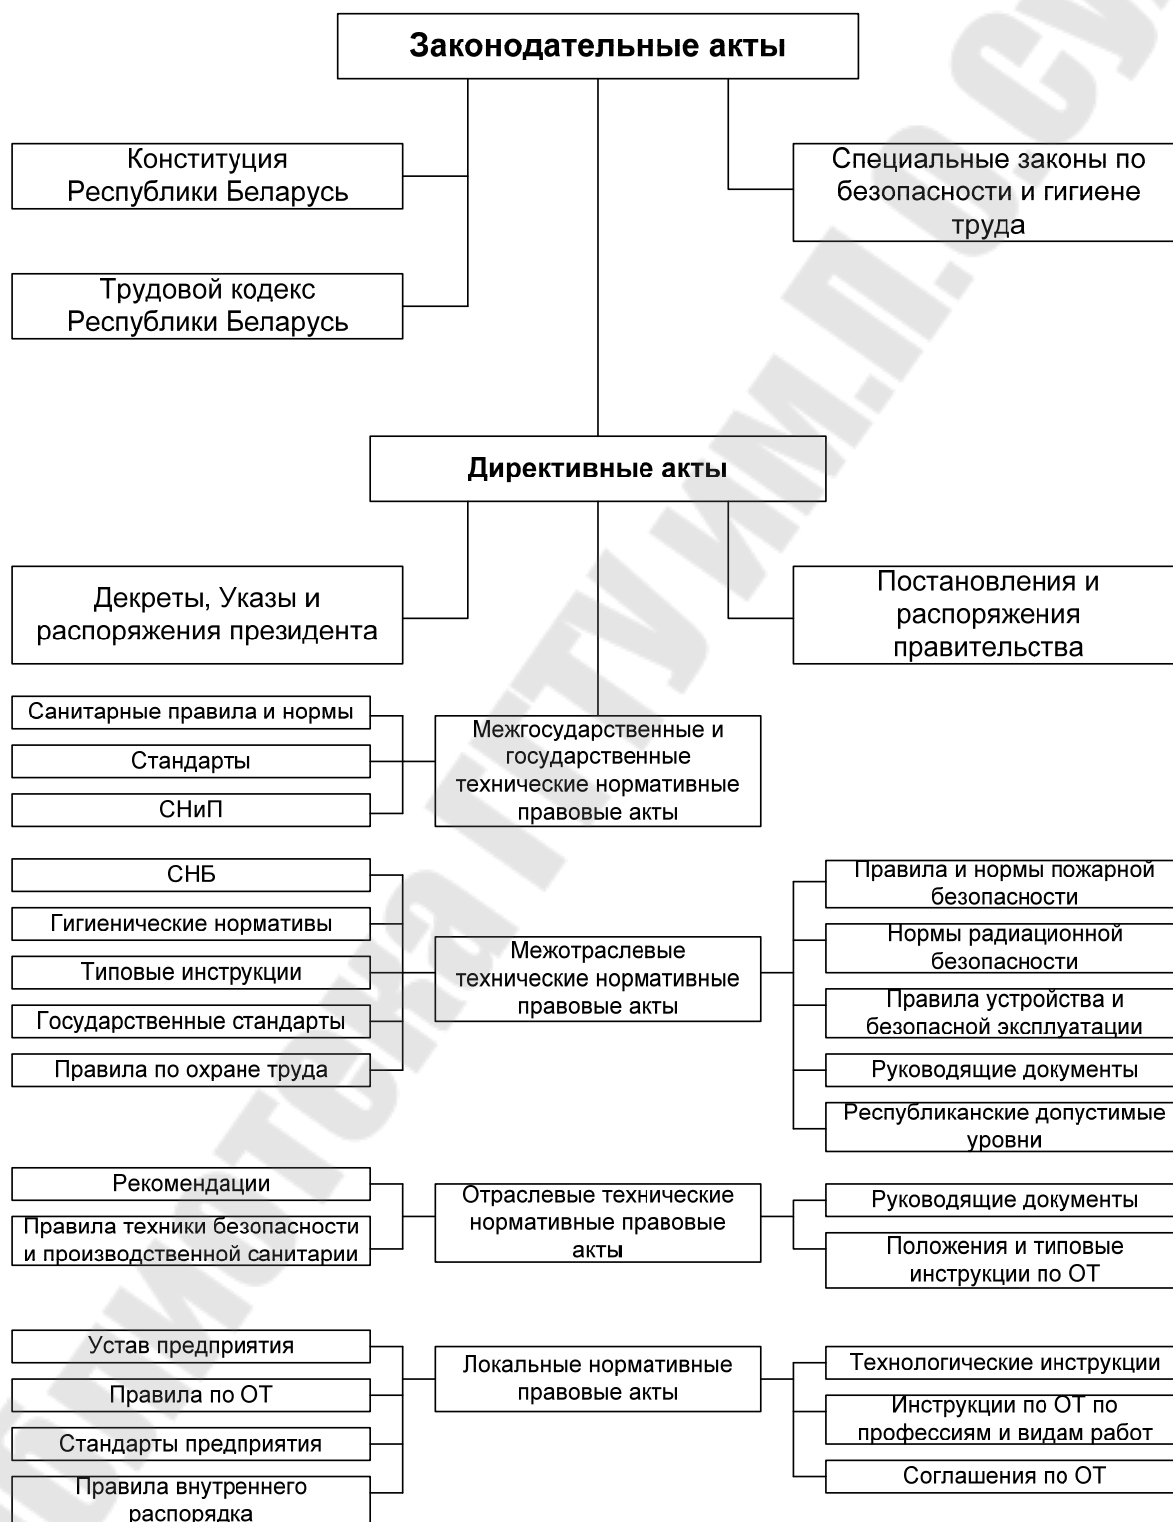 Законодательные акты
Конституция
Республики Беларусь
Специальные законы по
безопасности и гигиене
труда
Трудовой кодекс
Республики Беларусь
Директивные акты
Декреты, Указы и
распоряжения президента
Постановления и
распоряжения
правительства
Санитарные правила и нормы
Стандарты
СНиП
Межгосударственные и
государственные
технические нормативные
правовые акты
СНБ
Гигиенические нормативы
Типовые инструкции
Государственные стандарты
Правила по охране труда
Межотраслевые
технические нормативные
правовые акты
Правила и нормы пожарной
безопасности
Нормы радиационной
безопасности
Правила устройства и
безопасной эксплуатации
Руководящие документы
Республиканские допустимые
уровни
Рекомендации
Правила техники безопасности
и производственной санитарии
Отраслевые технические
нормативные правовые
акты
Руководящие документы
Положения и типовые
инструкции по ОТ
Устав предприятия
Правила по ОТ
Стандарты предприятия
Правила внутреннего
распорядка
Локальные нормативные
правовые акты
Технологические инструкции
Инструкции по ОТ по
профессиям и видам работ
Соглашения по ОТ
ГГТУ им.П.О.